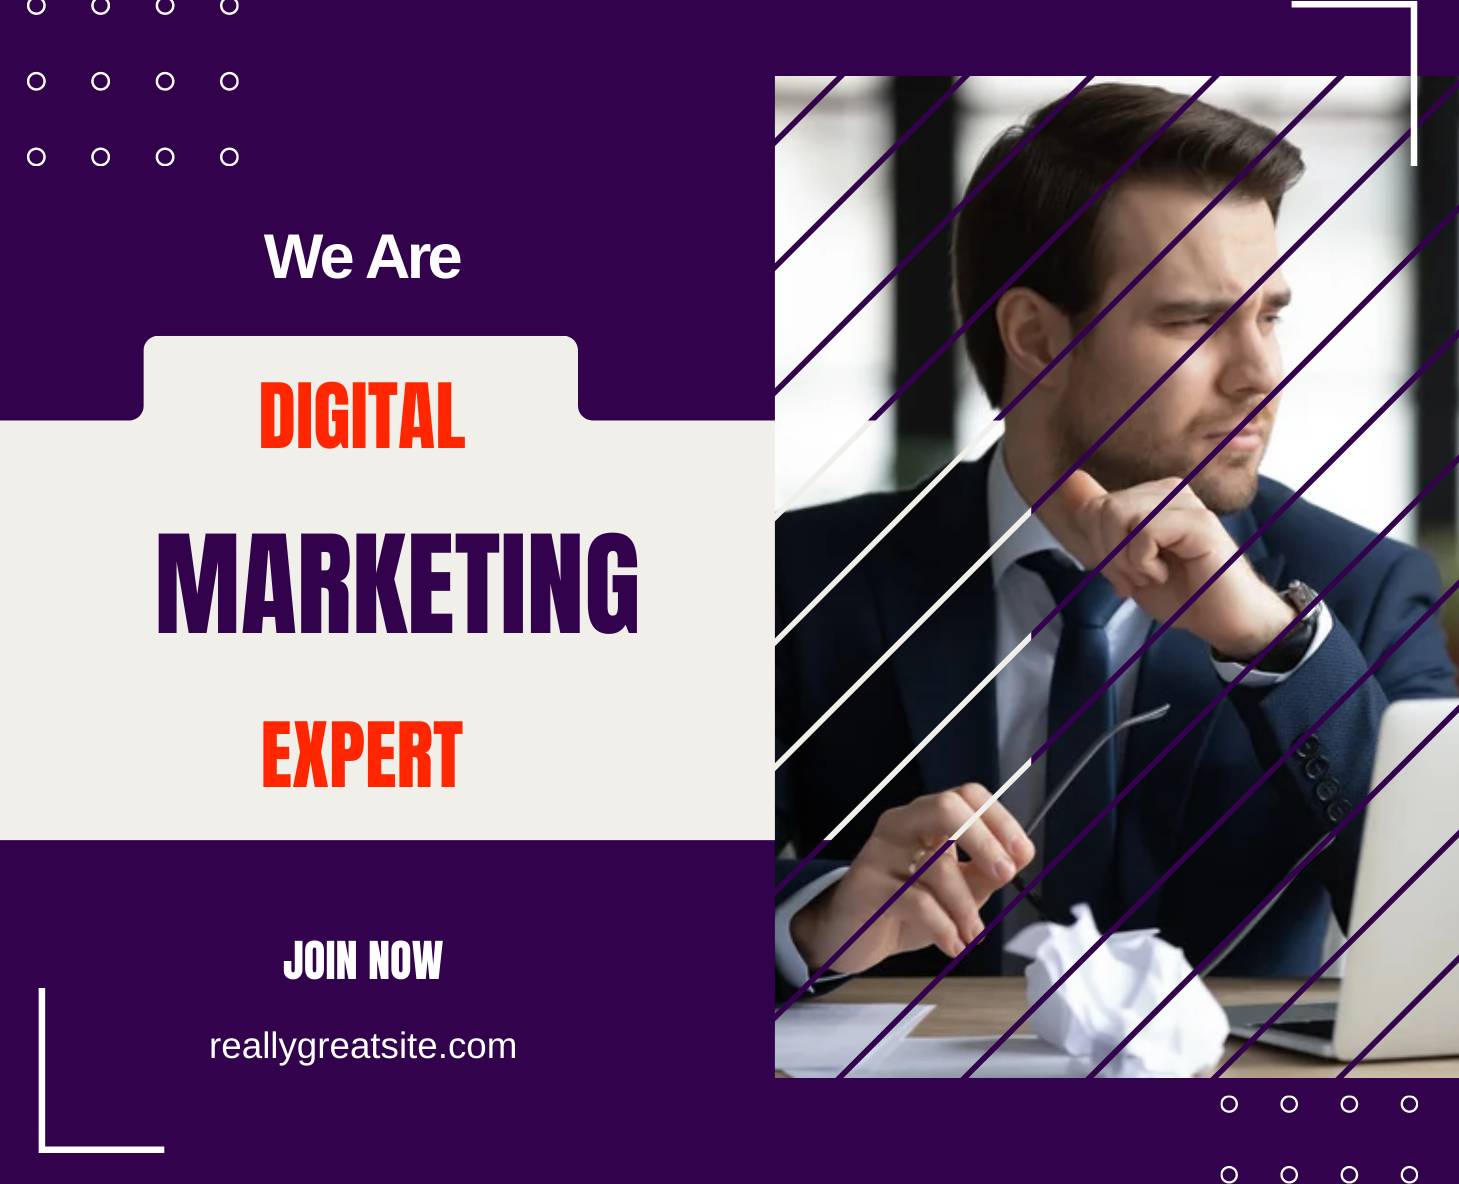 We Are
DIGITAL
MARKETING
EXPERT
JOIN NOW
reallygreatsite.com